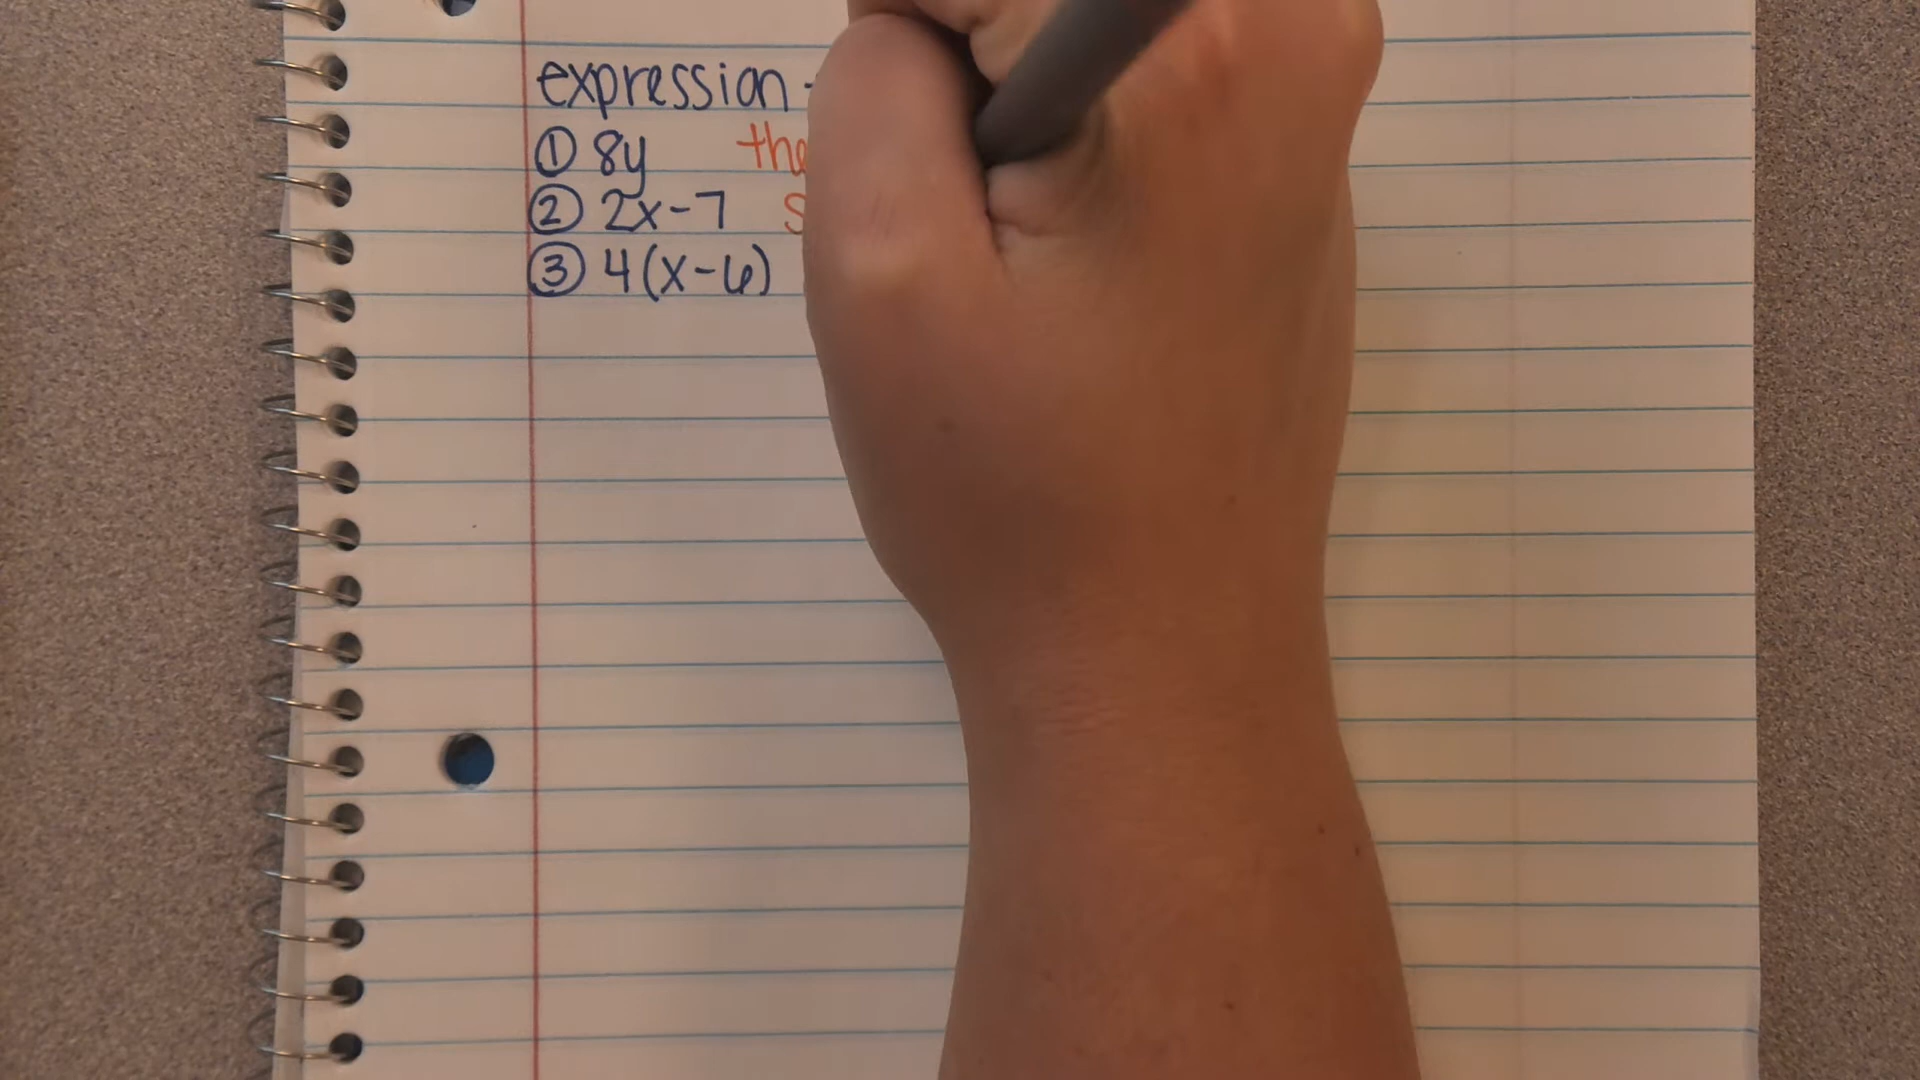 expression -
① 8y the
② 2x-7
③ 4(x-6)